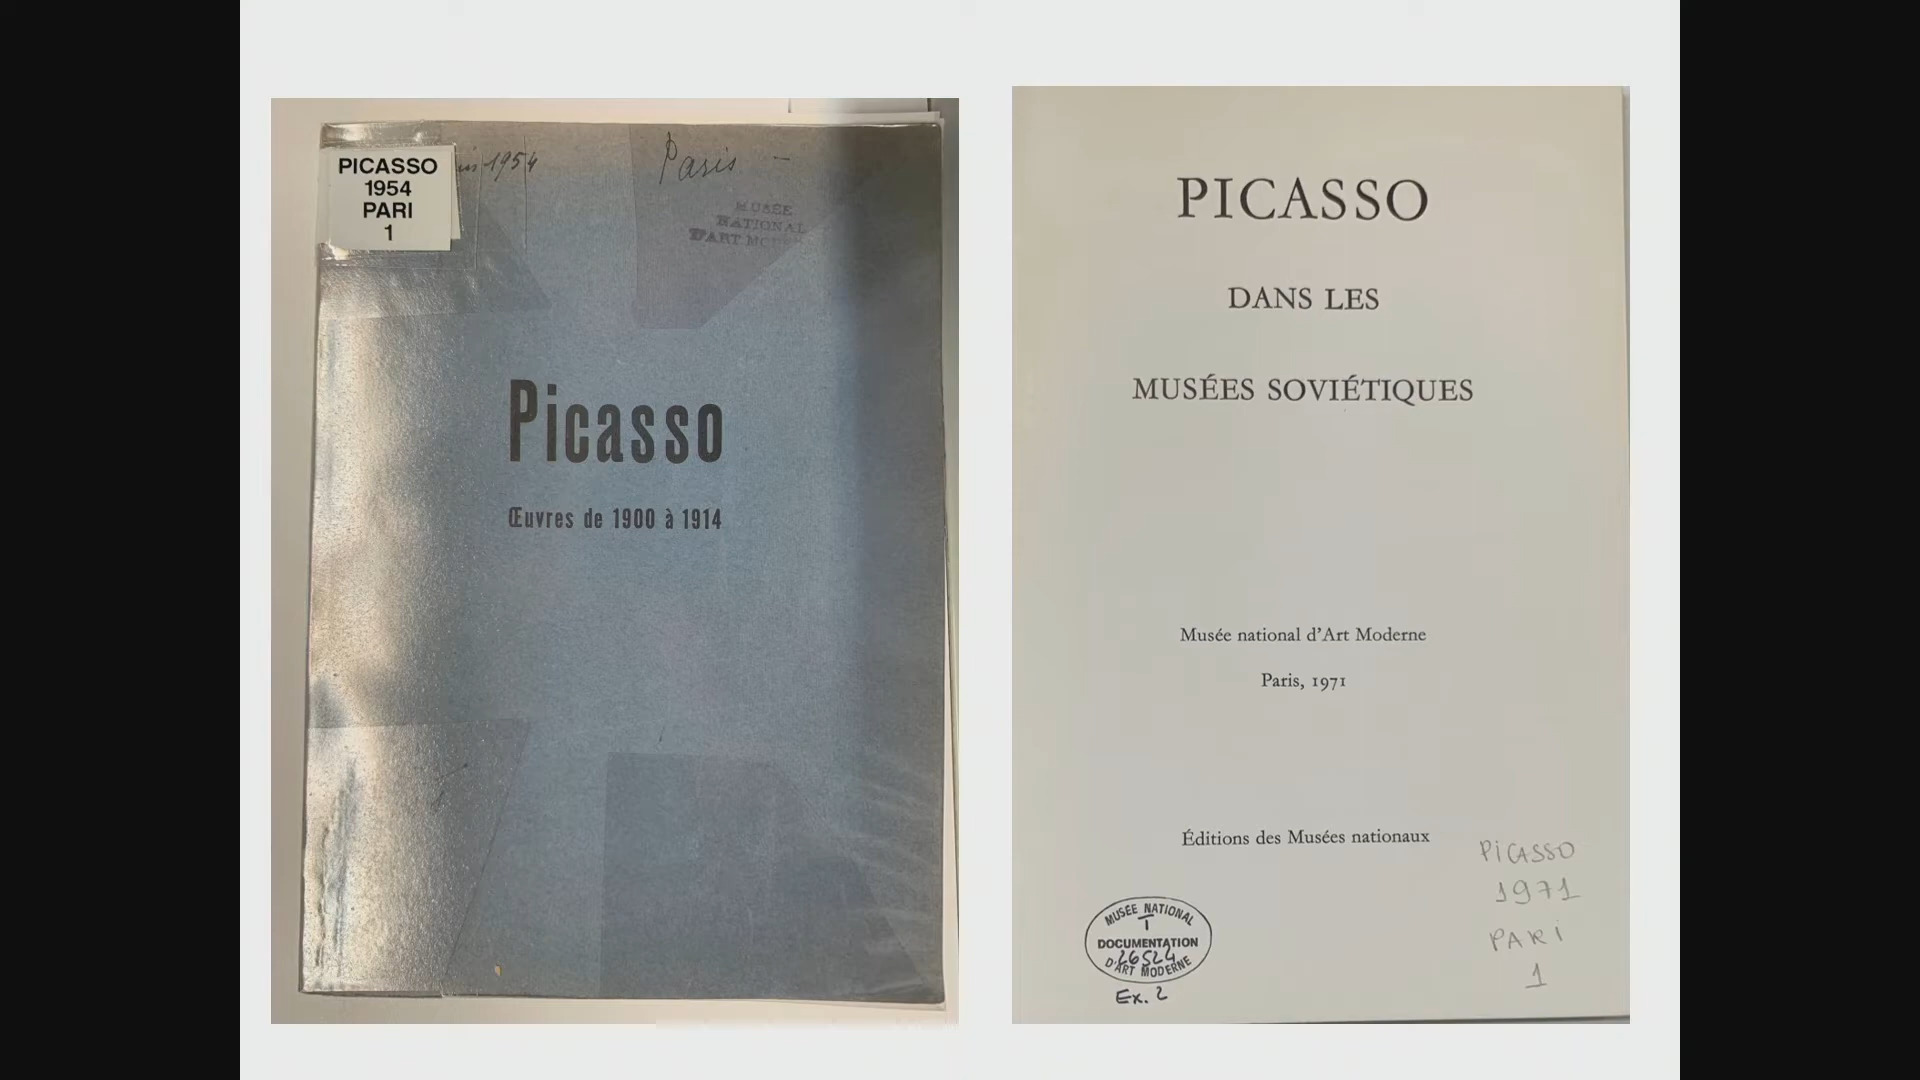 PICASSO
1954
PARI
1
1954
Paris -
MUSÉE
NATIONAL
D'ART
Picasso
Œuvres de 1900 à 1914
PICASSO
DANS LES
MUSÉES SOVIÉTIQUES
Musée national d'Art Moderne
Paris, 1971
Éditions des Musées nationaux
MUSÉE NATIONAL
T
DOCUMENTATION
26524
D'ART MODERNE
Ex. 2
PICASSO
1971
PARI
1